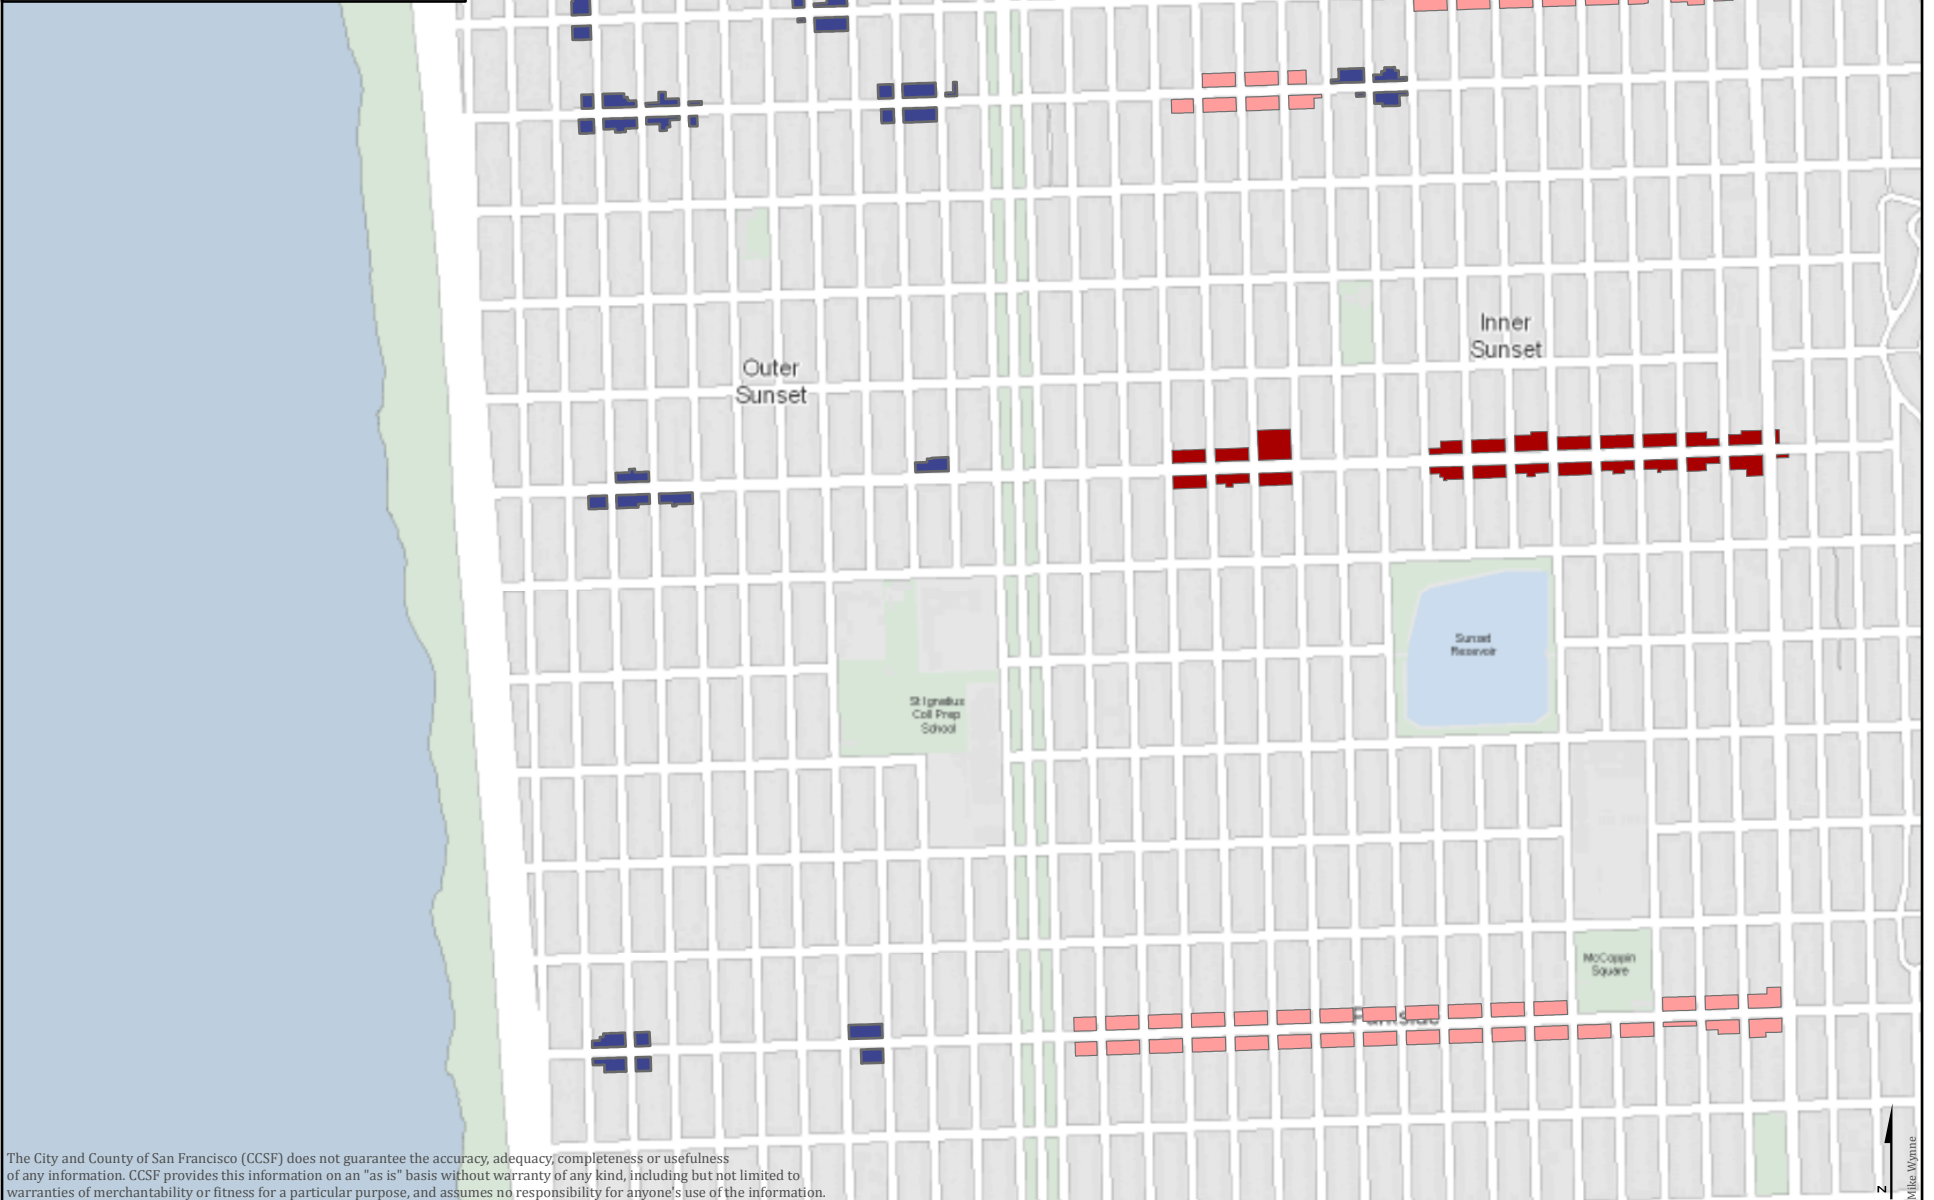 Inner
Sunset
Outer
Sunset
Sunset
Reservoir
St Ignatius
Coll Prep
School
McCoppin
Square
Parkside
The City and County of San Francisco (CCSF) does not guarantee the accuracy, adequacy, completeness or usefulness
of any information. CCSF provides this information on an "as is" basis without warranty of any kind, including but not limited to
warranties of merchantability or fitness for a particular purpose, and assumes no responsibility for anyone's use of the information.
N
Mike Wynne